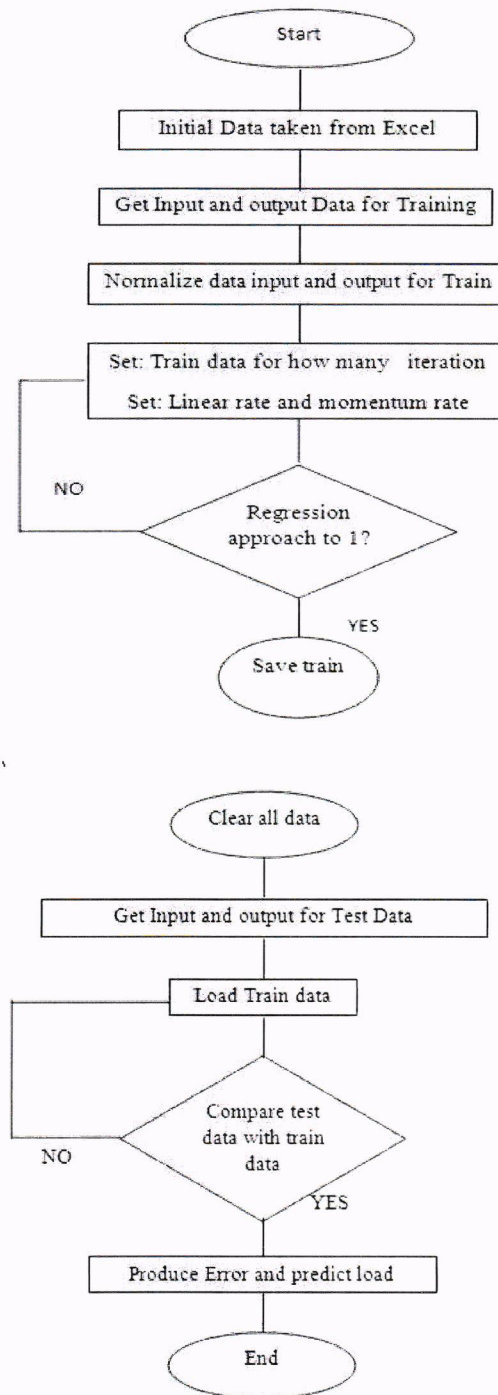 Start
Initial Data taken from Excel
Get Input and output Data for Training
Normalize data input and output for Train
Set: Train data for how many iteration
Set: Linear rate and momentum rate
NO
Regression
approach to 1?
YES
Save train
Clear all data
Get Input and output for Test Data
Load Train data
Compare test
data with train
data
NO
YES
Produce Error and predict load
End